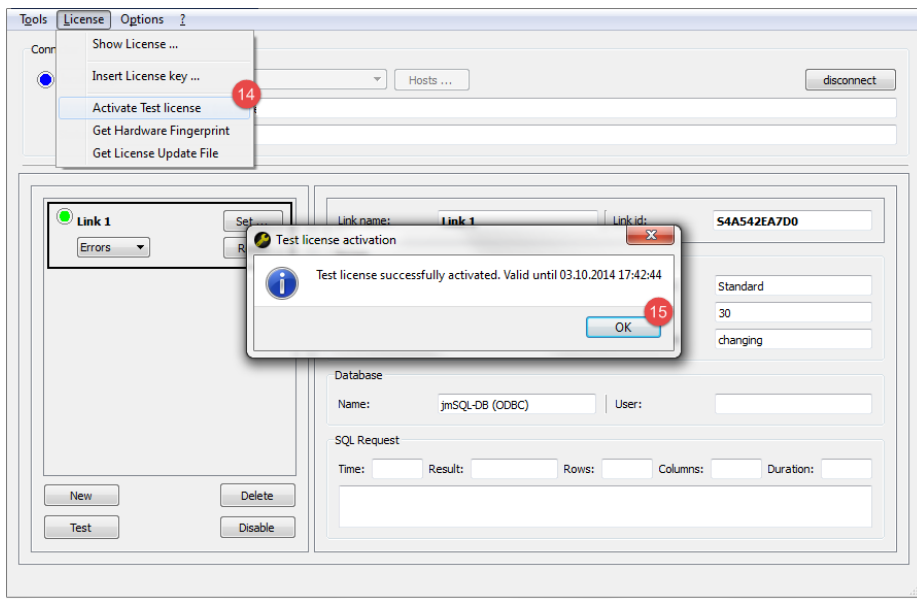 Tools License Options ?
Show License ...
Insert License key ...
Activate Test license
Get Hardware Fingerprint
Get License Update File
14
Conn
Hosts ...
disconnect
Link 1
Set ...
Errors
R
Link name:
Link 1
Link id:
S4A542EA7D0
Test license activation
Test license successfully activated. Valid until 03.10.2014 17:42:44
15
OK
Standard
30
changing
Database
Name:
jmSQL-DB (ODBC)
User:
SQL Request
Time:
Result:
Rows:
Columns:
Duration:
New
Delete
Test
Disable